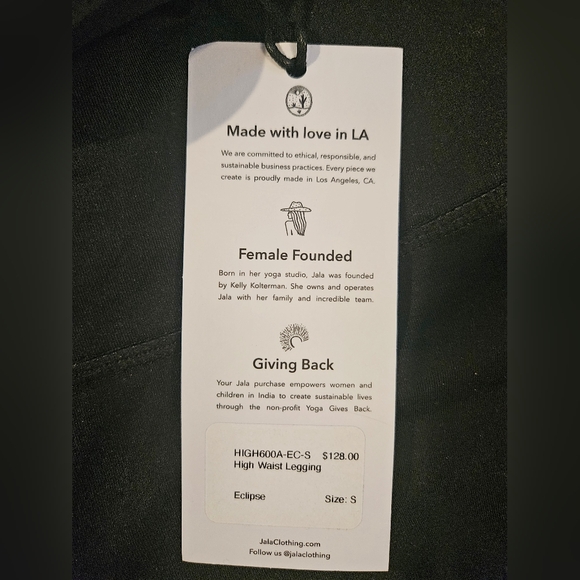 Made with love in LA
We are committed to ethical, responsible, and
sustainable business practices. Every piece we
create is proudly made in Los Angeles, CA.
Female Founded
Born in her yoga studio, Jala was founded
by Kelly Kolterman. She owns and operates
Jala with her family and incredible team.
Giving Back
Your Jala purchase empowers women and
children in India to create sustainable lives
through the non-profit Yoga Gives Back.
HIGH600A-EC-S $128.00
High Waist Legging
Eclipse Size: S
JalaClothing.com
Follow us @jalaclothing